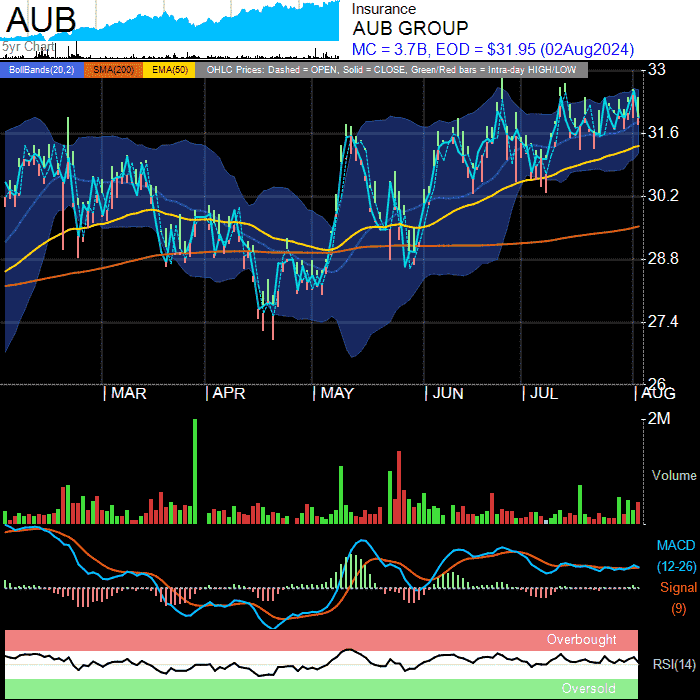 AUB
5yr Chart
Insurance
AUB GROUP
MC = 3.7B, EOD = $31.95 (02Aug2024)
BollBands(20,2) SMA(200) EMA(50) OHLC Prices: Dashed = OPEN, Solid = CLOSE, Green/Red bars = Intra-day HIGH/LOW
33
31.6
30.2
28.8
27.4
26
MAR APR MAY JUN JUL AUG
2M
Volume
MACD
(12-26)
Signal
(9)
Overbought
RSI(14)
Oversold